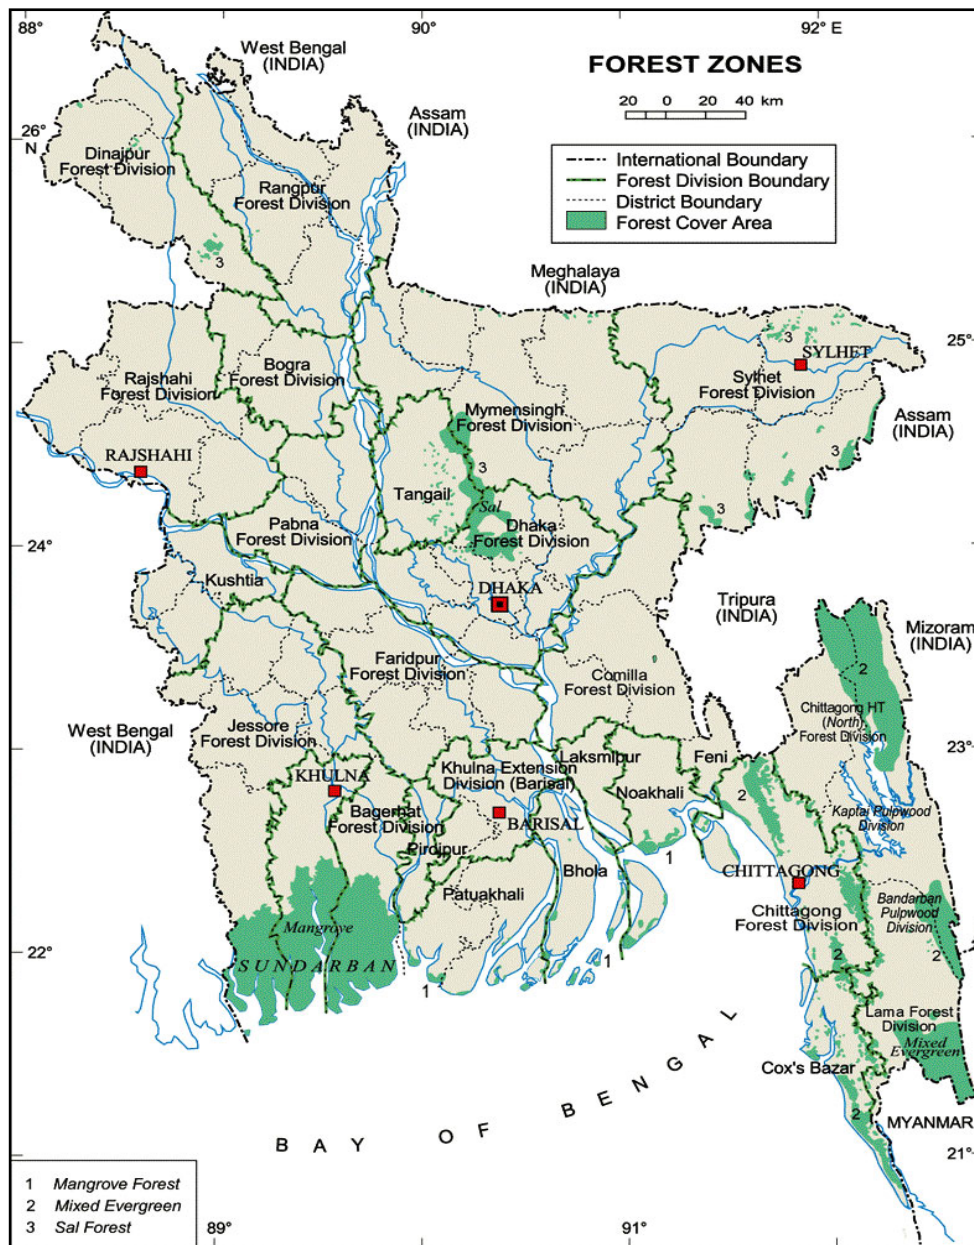 88°
90°
92° E
West Bengal
(INDIA)
FOREST ZONES
20 0 20 40 km
Assam
(INDIA)
26°
N
Dinajpur
Forest Division
Rangpur
Forest Division
International Boundary
Forest Division Boundary
District Boundary
Forest Cover Area
3
Meghalaya
(INDIA)
3
SYLHET
25°
Rajshahi
Forest Division
Bogra
Forest Division
Sylhet
Forest Division
Mymensingh
Forest Division
Assam
(INDIA)
RAJSHAHI
3
3
Tangail
Sal
3
Pabna
Forest Division
Dhaka
Forest Division
24°
Kushtia
DHAKA
Tripura
(INDIA)
Mizoram
(INDIA)
2
Faridpur
Forest Division
Comilla
Forest Division
Chittagong HT
(North)
Forest Division
West Bengal
(INDIA)
Jessore
Forest Division
23°
Laksmipur
Feni
KHULNA
Khulna Extension
Division (Barisal)
Noakhali
2
Kaptai Pulpwood
Division
Bagerhat
Forest Division
BARISAL
Pirojpur
1
Bhola
CHITTAGONG
Patuakhali
Bandarban
Pulpwood
Division
Chittagong
Forest Division
Mangrove
22°
SUNDARBAN
1
1
2
2
2
Lama Forest
Division
Mixed
Evergreen
Cox's Bazar
BAY OF BENGAL
2
MYANMAR
21°
1 Mangrove Forest
2 Mixed Evergreen
3 Sal Forest
89°
91°